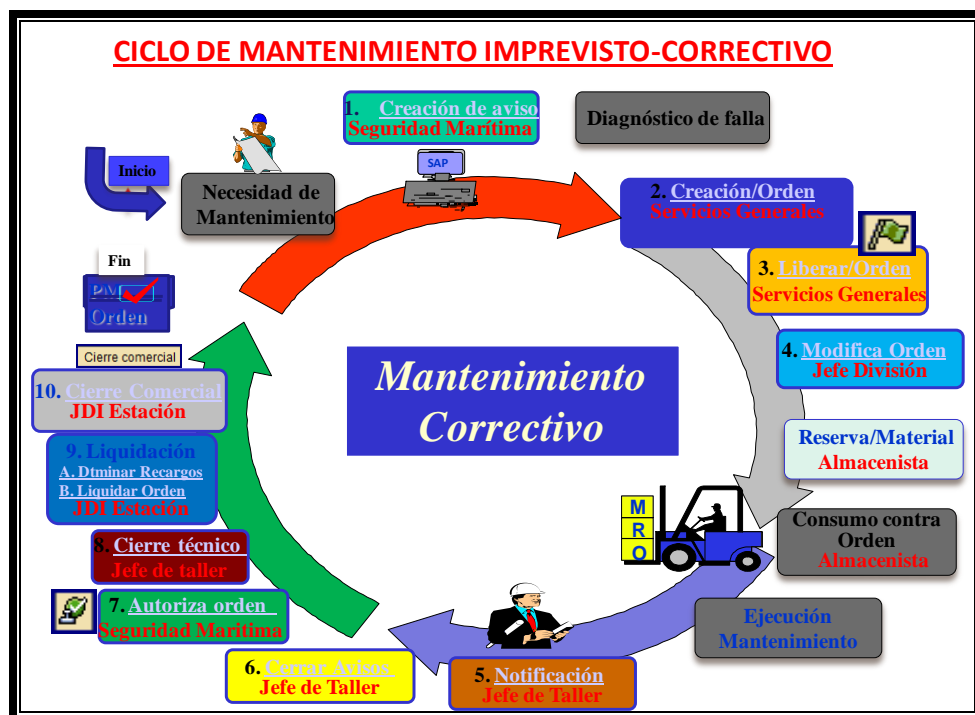 CICLO DE MANTENIMIENTO IMPREVISTO-CORRECTIVO
Inicio
Necesidad de
Mantenimiento
1. Creación de aviso
Seguridad Marítima
SAP
Diagnóstico de falla
2. Creación/Orden
Servicios Generales
3. Liberar/Orden
Servicios Generales
4. Modifica Orden
Jefe División
Reserva/Material
Almacenista
Consumo contra
Orden
Almacenista
M
R
O
Ejecución
Mantenimiento
5. Notificación
Jefe de Taller
6. Cerrar Avisos
Jefe de Taller
7. Autoriza orden
Seguridad Maritima
8. Cierre técnico
Jefe de taller
9. Liquidación
A. Dtminar Recargos
B. Liquidar Orden
JDI Estación
10. Cierre Comercial
JDI Estación
Cierre comercial
Fin
PM
Orden
Mantenimiento
Correctivo